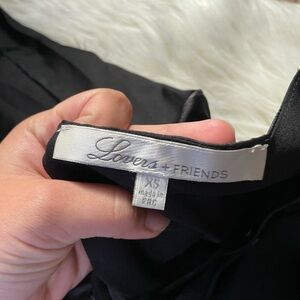 Lovers + FRIENDS
XS
made in
PRC